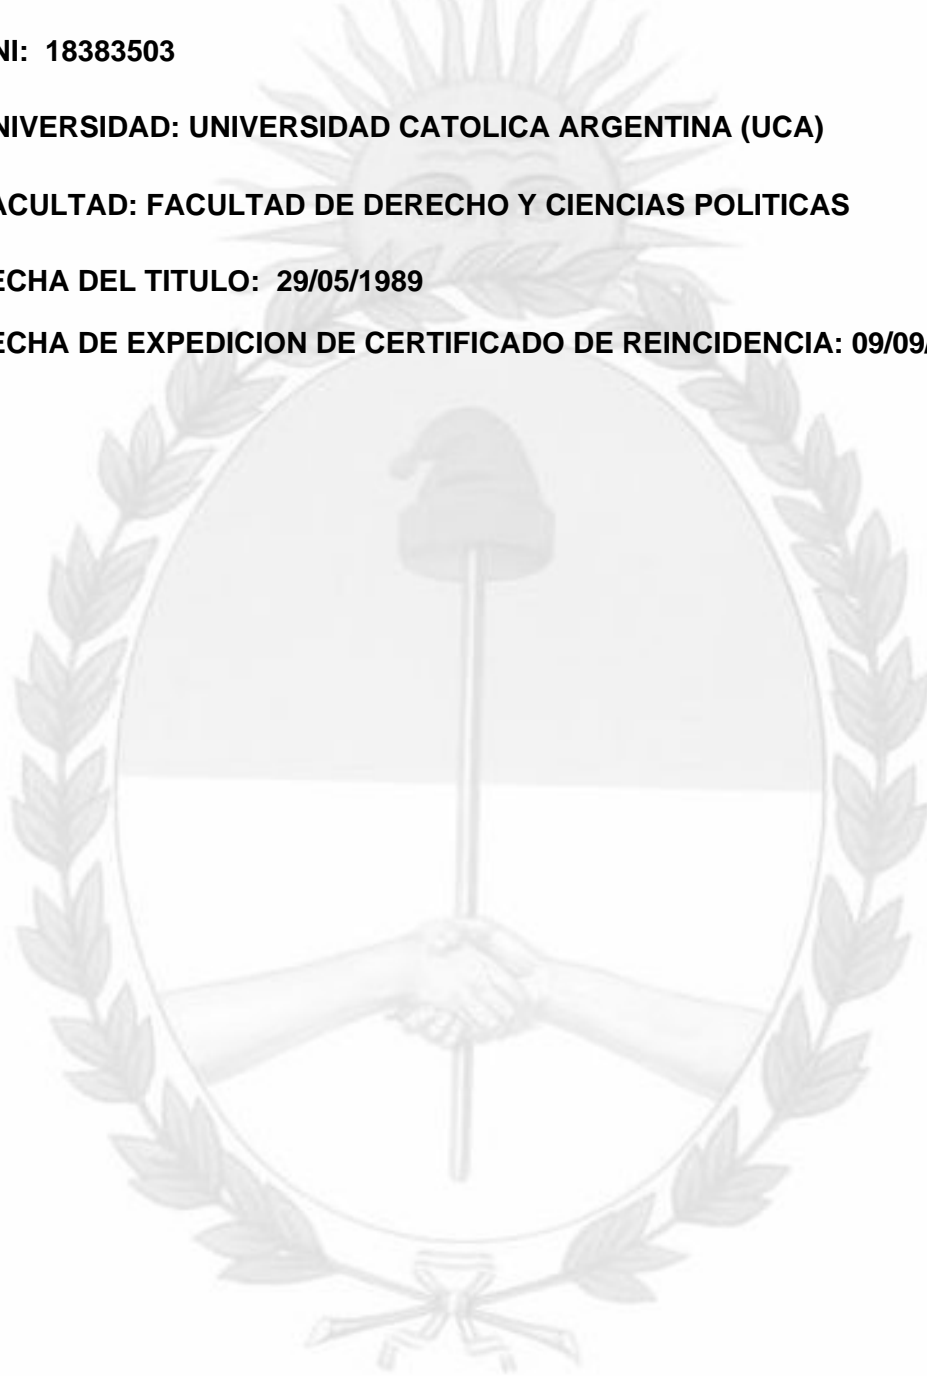 NI: 18383503
NIVERSIDAD: UNIVERSIDAD CATOLICA ARGENTINA (UCA)
ACULTAD: FACULTAD DE DERECHO Y CIENCIAS POLITICAS
ECHA DEL TITULO: 29/05/1989
ECHA DE EXPEDICION DE CERTIFICADO DE REINCIDENCIA: 09/09/